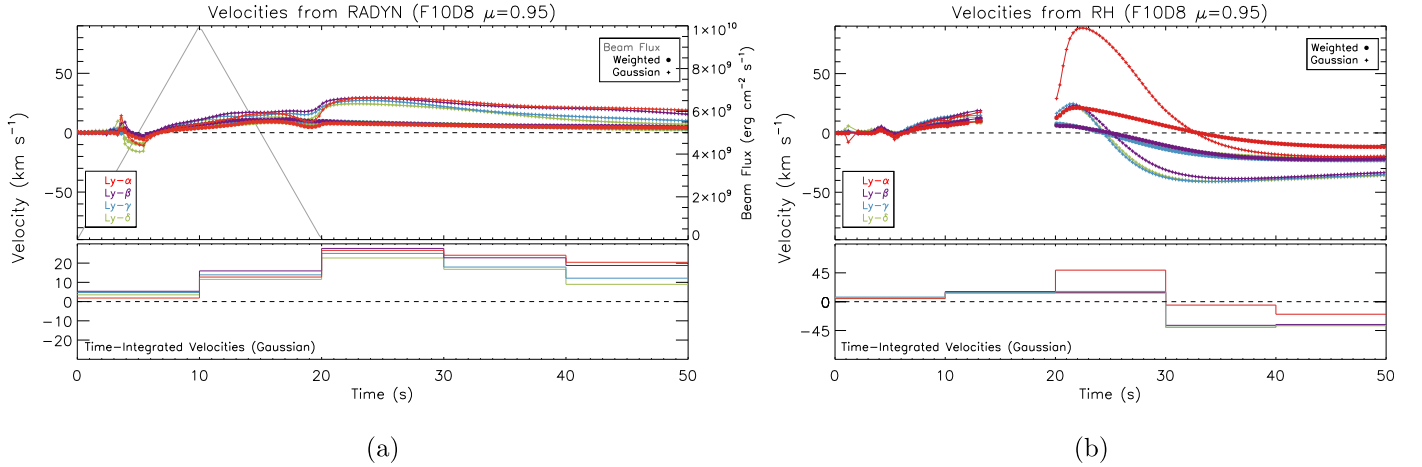 Velocities from RADYN (F10D8 μ=0.95)
Velocity (km s⁻¹)
50
0
-50
Beam Flux
Weighted
Gaussian
Ly-α
Ly-β
Ly-γ
Ly-δ
1×10¹⁰
8×10⁹
6×10⁹
4×10⁹
2×10⁹
0
Beam Flux (erg cm⁻² s⁻¹)
20
10
0
-10
-20
Time-Integrated Velocities (Gaussian)
0 10 20 30 40 50
Time (s)
(a)
Velocities from RH (F10D8 μ=0.95)
Velocity (km s⁻¹)
50
0
-50
Weighted
Gaussian
Ly-α
Ly-β
Ly-γ
Ly-δ
45
0
-45
Time-Integrated Velocities (Gaussian)
0 10 20 30 40 50
Time (s)
(b)